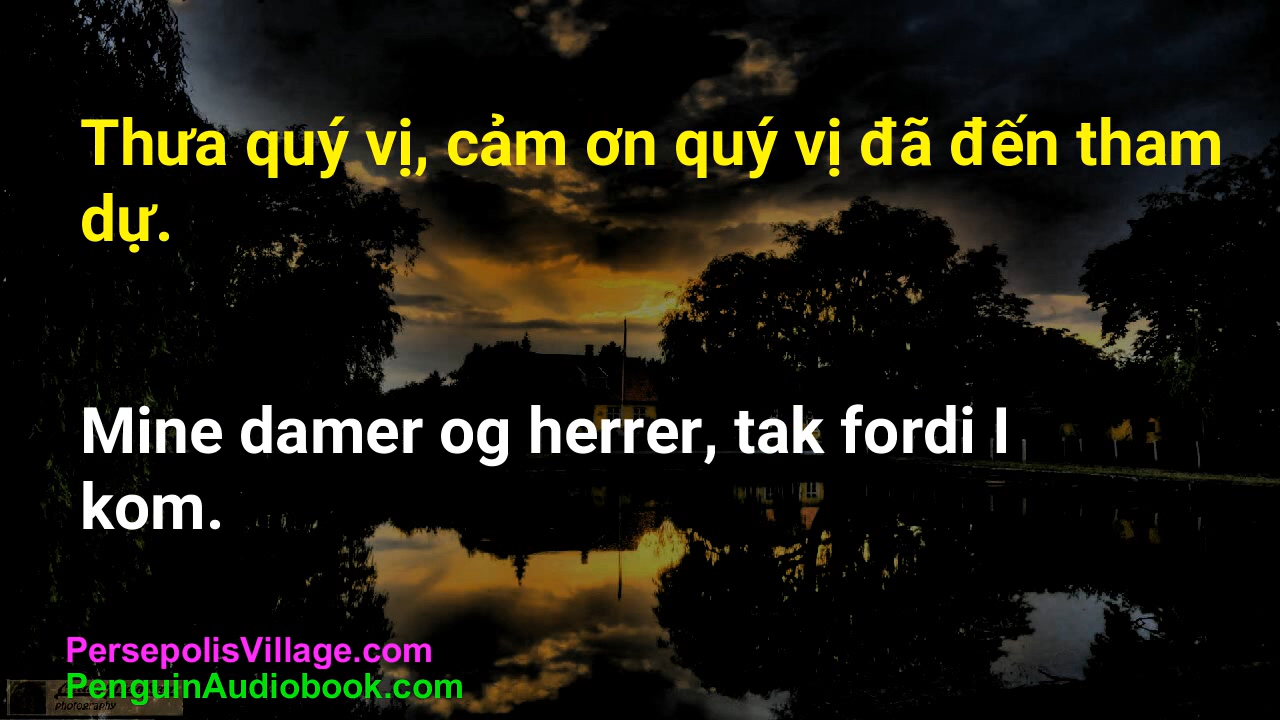 Thưa quý vị, cảm ơn quý vị đã đến tham
dự.
Mine damer og herrer, tak fordi I
kom.
PersepolisVillage.com
PenguinAudiobook.com
photography